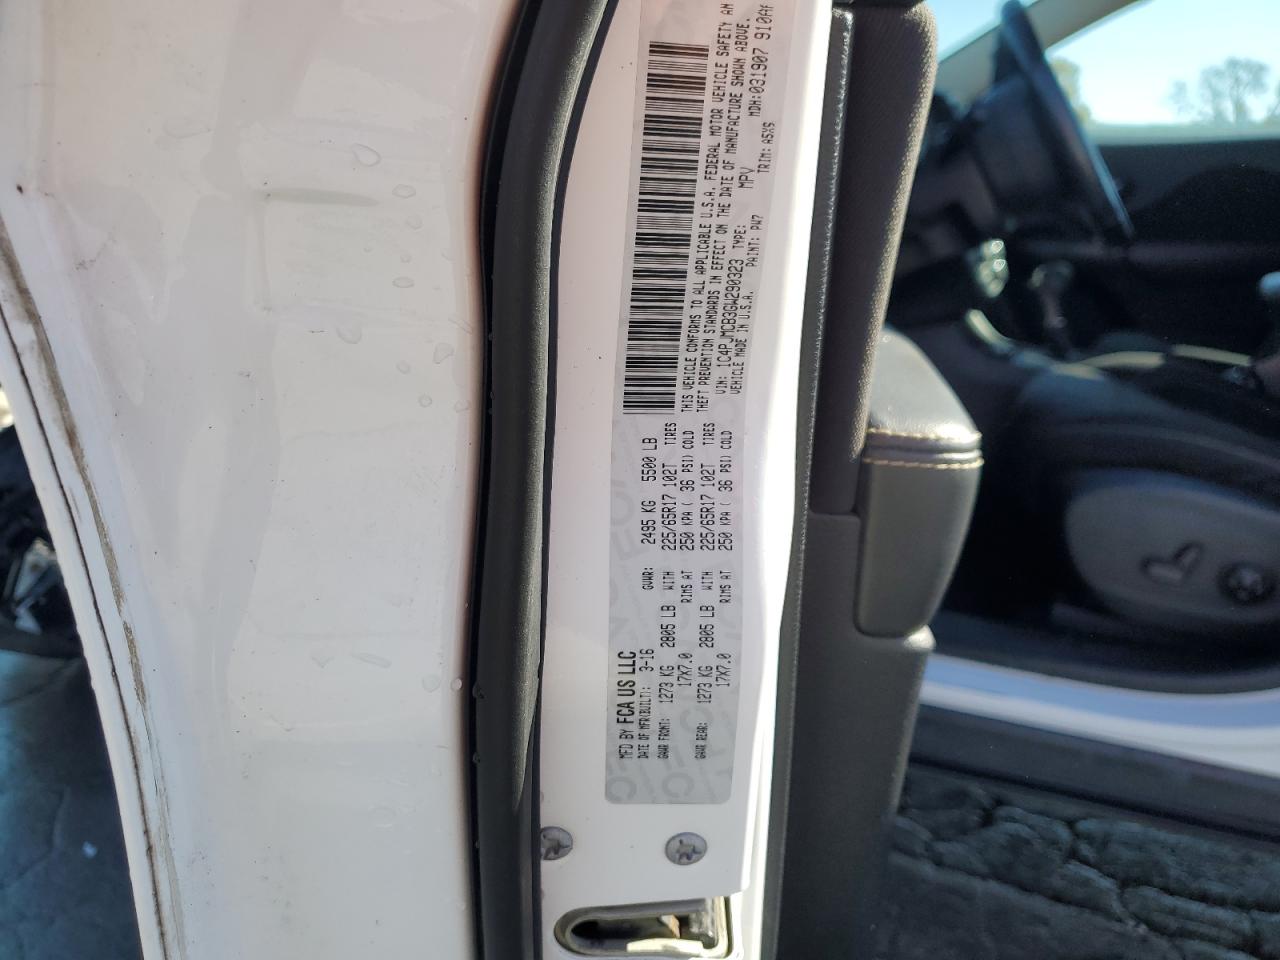 MFD BY FCA US LLC
DATE OF MFR(BUILT): 3-16 GVWR: 2495 KG 5500 LB
GAWR FRONT: 1273 KG 2805 LB WITH 225/65R17 102T TIRES
17X7.0 RIMS AT 250 KPA ( 36 PSI) COLD
GAWR REAR: 1273 KG 2805 LB WITH 225/65R17 102T TIRES
17X7.0 RIMS AT 250 KPA ( 36 PSI) COLD
THIS VEHICLE CONFORMS TO ALL APPLICABLE U.S.A. FEDERAL MOTOR VEHICLE SAFETY AN
THEFT PREVENTION STANDARDS IN EFFECT ON THE DATE OF MANUFACTURE SHOWN ABOVE.
VIN: 1C4PJMCB3GW290323 TYPE: MPV MDH:031907 910AY
VEHICLE MADE IN U.S.A. PAINT: PW7 TRIM: A5X9